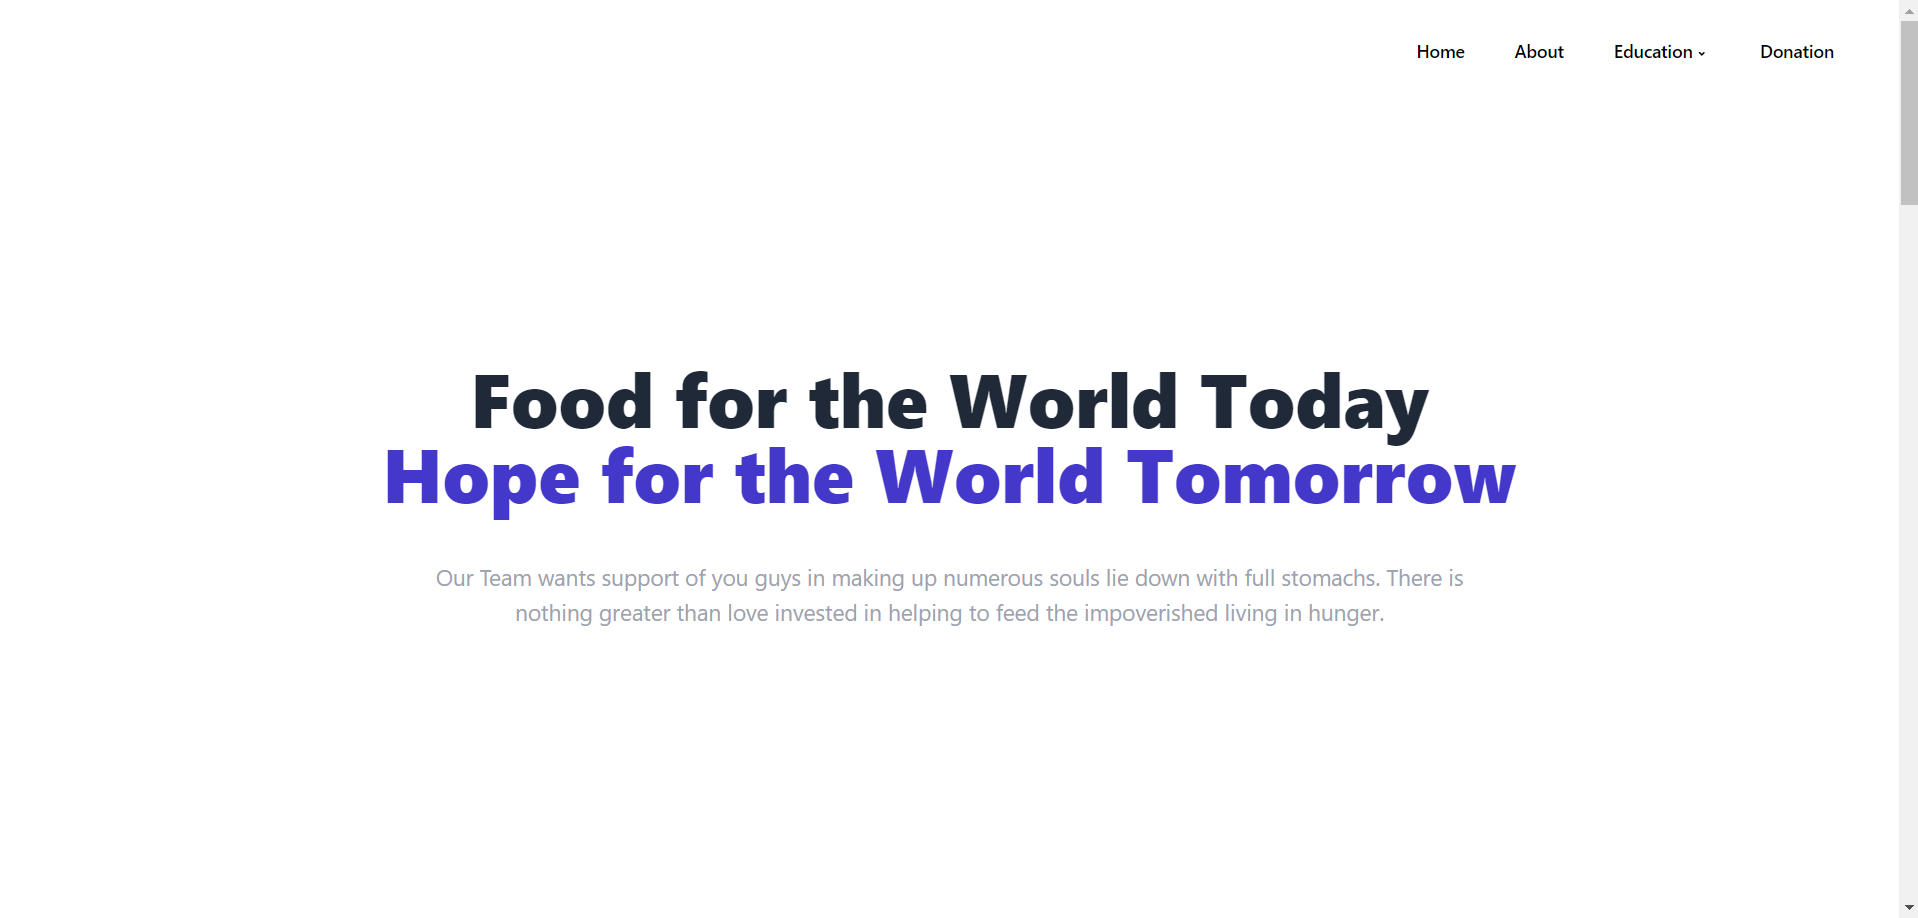 Home About Education Donation
Food for the World Today
Hope for the World Tomorrow
Our Team wants support of you guys in making up numerous souls lie down with full stomachs. There is
nothing greater than love invested in helping to feed the impoverished living in hunger.